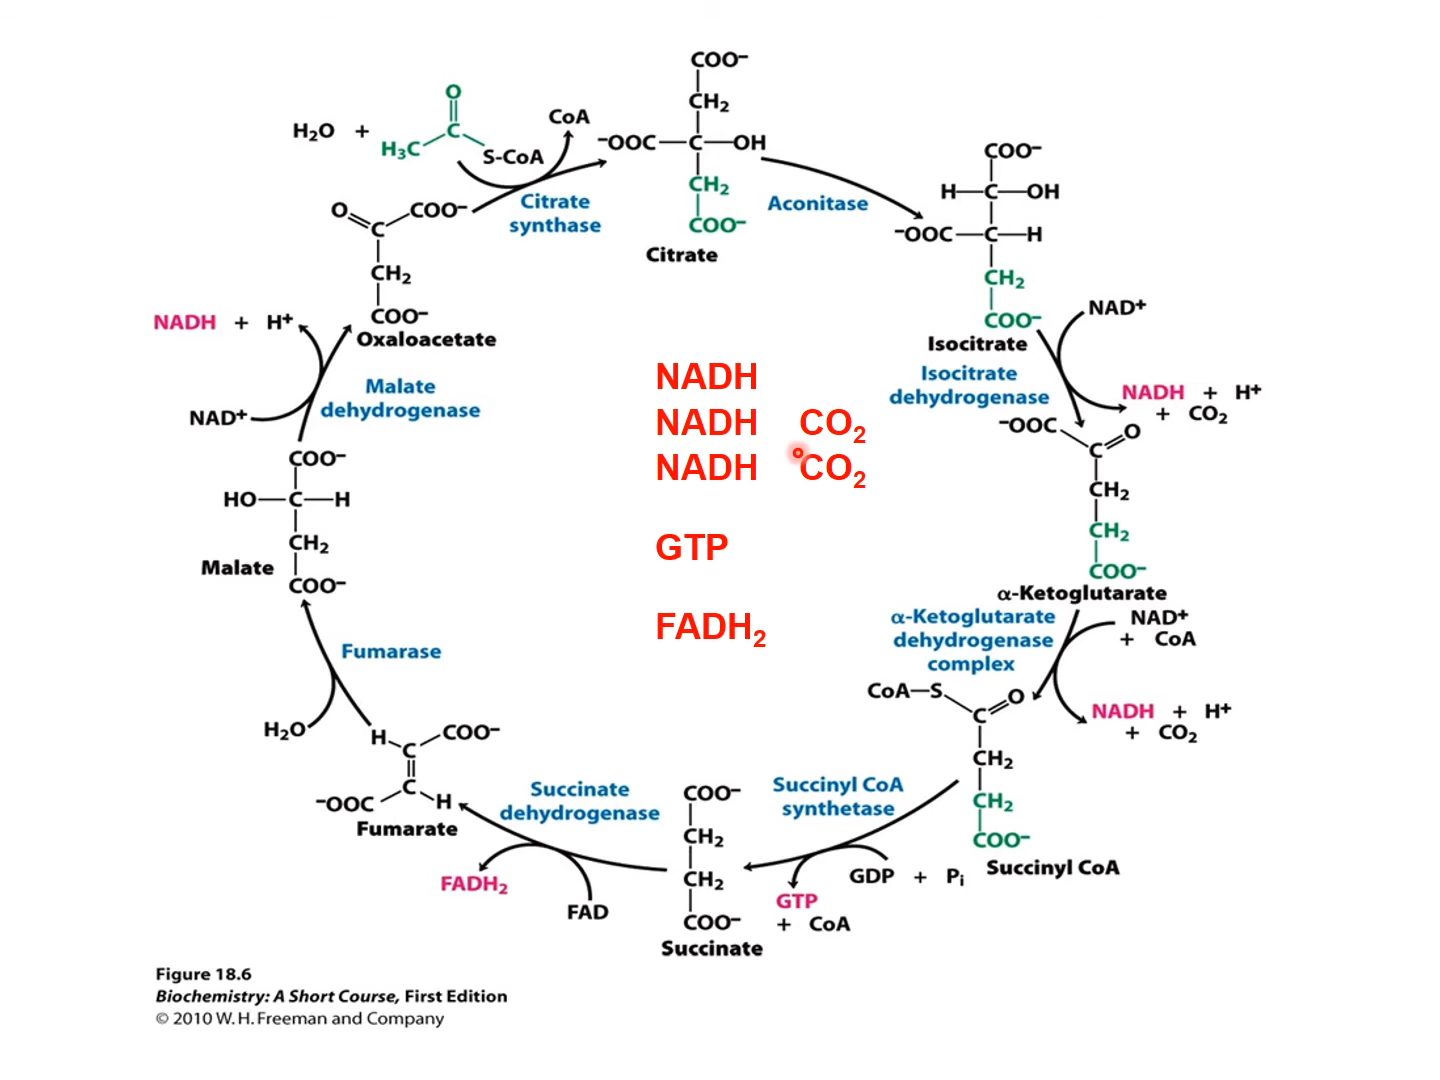 COO⁻
CH₂
⁻OOC—C—OH
CH₂
COO⁻
Citrate
H₂O + H₃C C O S-CoA
CoA
Citrate
synthase
Aconitase
COO⁻
H—C—OH
⁻OOC—C—H
CH₂
COO⁻
Isocitrate
NAD⁺
Isocitrate
dehydrogenase
NADH + H⁺
+ CO₂
⁻OOC C O
CH₂
CH₂
COO⁻
α-Ketoglutarate
α-Ketoglutarate
dehydrogenase
complex
NAD⁺
+ CoA
NADH + H⁺
+ CO₂
CoA—S C O
CH₂
CH₂
COO⁻
Succinyl CoA
Succinyl CoA
synthetase
GDP + Pᵢ
GTP
+ CoA
COO⁻
CH₂
CH₂
COO⁻
Succinate
Succinate
dehydrogenase
FAD
FADH₂
H C COO⁻
⁻OOC C H
Fumarate
Fumarase
H₂O
COO⁻
HO—C—H
CH₂
COO⁻
Malate
Malate
dehydrogenase
NAD⁺
NADH + H⁺
O C COO⁻
CH₂
COO⁻
Oxaloacetate
NADH
NADH CO₂
NADH CO₂
GTP
FADH₂
Figure 18.6
Biochemistry: A Short Course, First Edition
© 2010 W. H. Freeman and Company